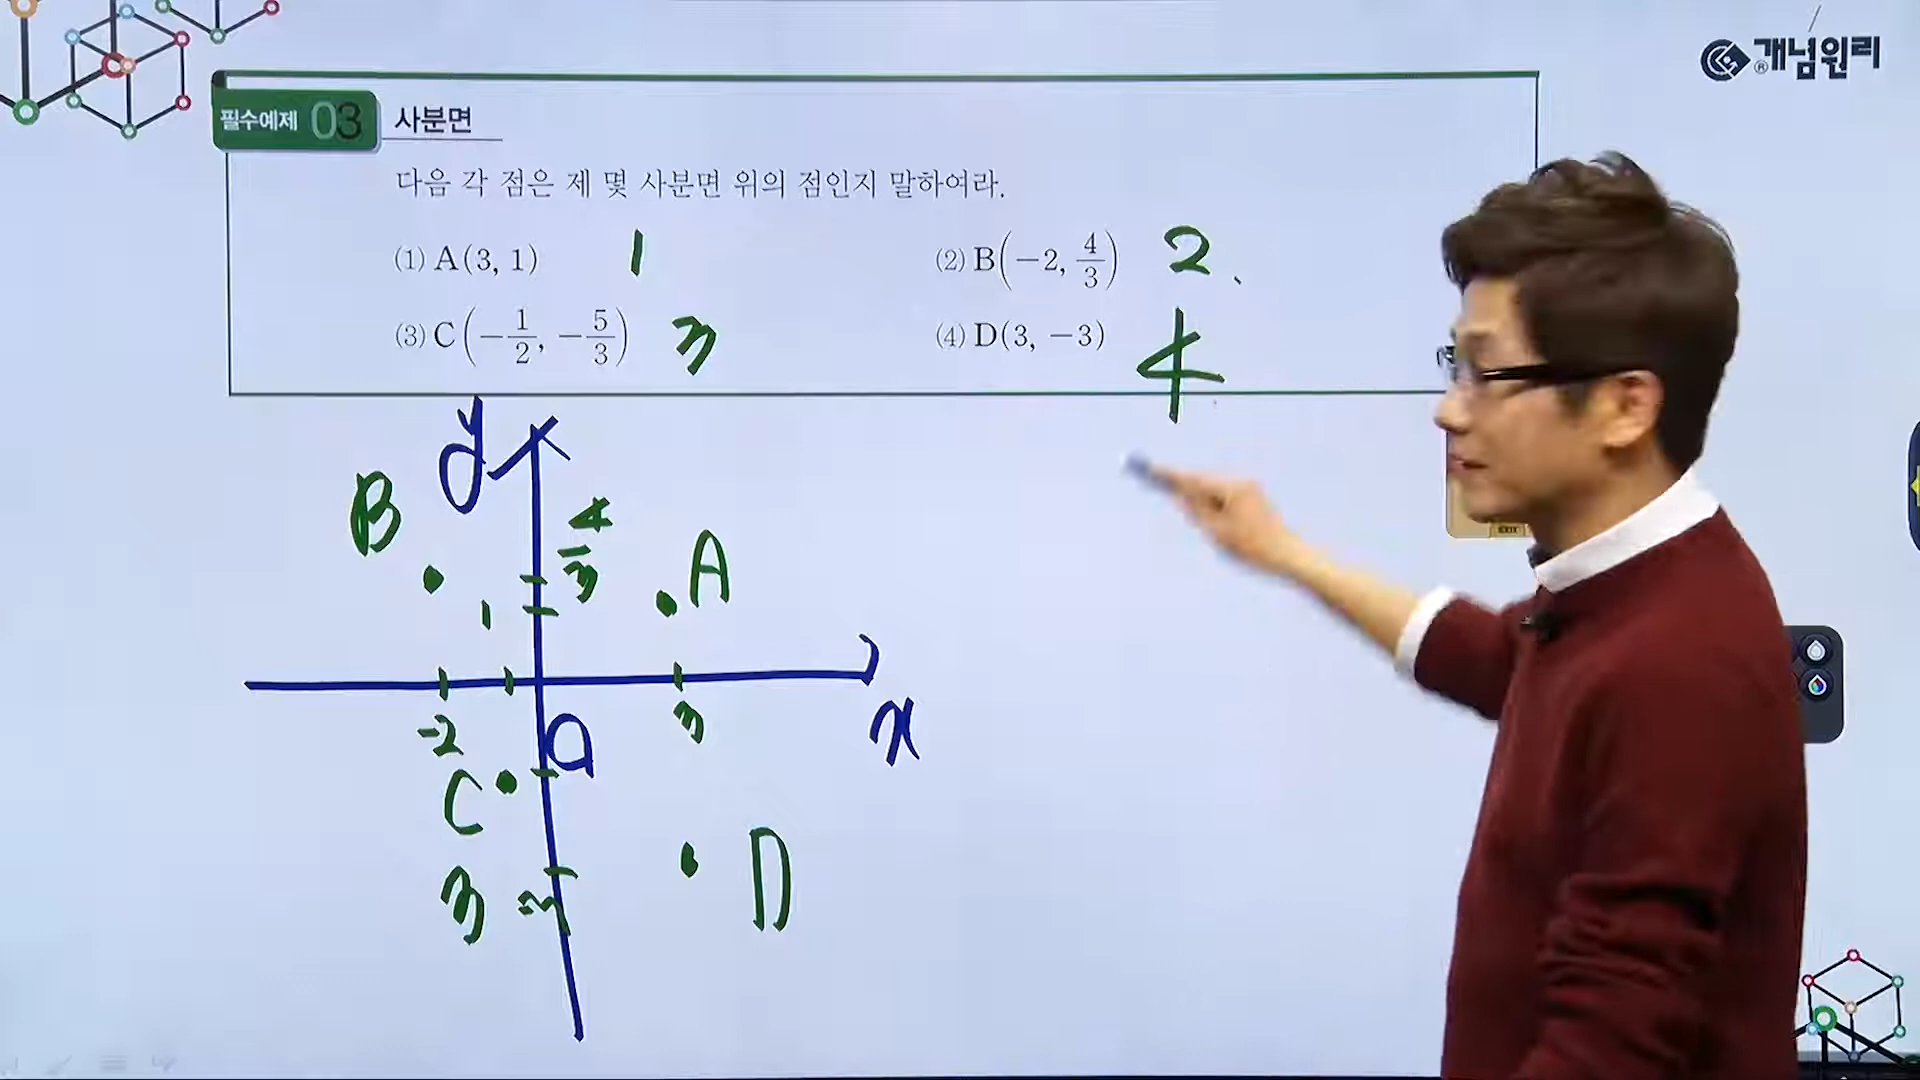 개념원리
필수예제 03 사분면
다음 각 점은 제 몇 사분면 위의 점인지 말하여라.
(1) A(3, 1) 1
(2) B(−2, 4/3) 2
(3) C(−1/2, −5/3) 3
(4) D(3, −3) 4
y
B
4/3
A
1
-2
O
3
x
C
3
-3
D